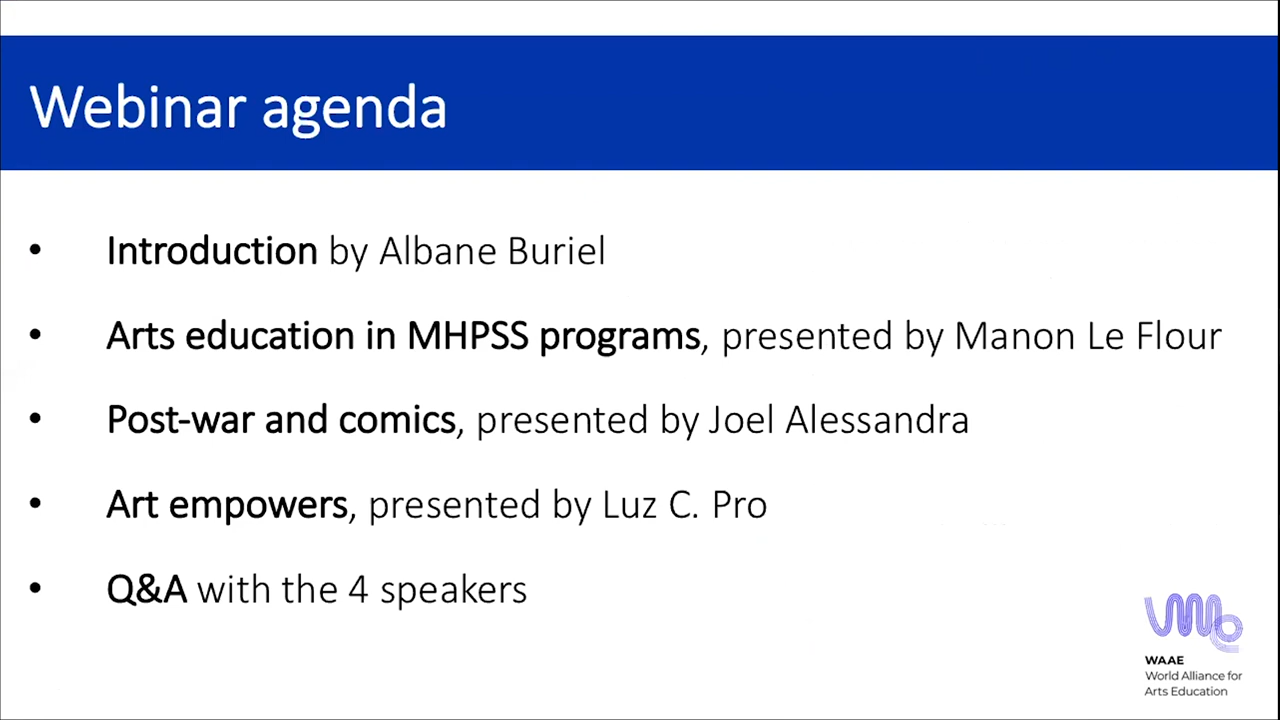 Webinar agenda
• Introduction by Albane Buriel
• Arts education in MHPSS programs, presented by Manon Le Flour
• Post-war and comics, presented by Joel Alessandra
• Art empowers, presented by Luz C. Pro
• Q&A with the 4 speakers
WAAE
World Alliance for
Arts Education